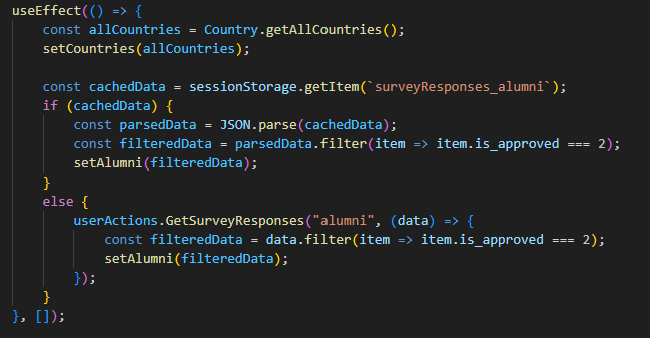 useEffect(() => {
    const allCountries = Country.getAllCountries();
    setCountries(allCountries);

    const cachedData = sessionStorage.getItem(`surveyResponses_alumni`);
    if (cachedData) {
        const parsedData = JSON.parse(cachedData);
        const filteredData = parsedData.filter(item => item.is_approved === 2);
        setAlumni(filteredData);
    }
    else {
        userActions.GetSurveyResponses("alumni", (data) => {
            const filteredData = data.filter(item => item.is_approved === 2);
            setAlumni(filteredData);
        });
    }
}, []);